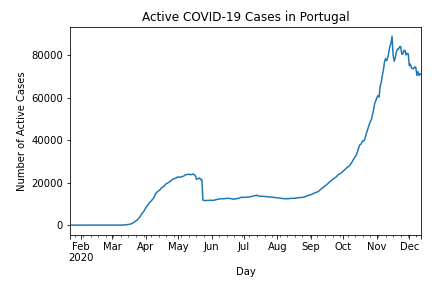 Active COVID-19 Cases in Portugal
Number of Active Cases
80000
60000
40000
20000
0
Feb Mar Apr May Jun Jul Aug Sep Oct Nov Dec
2020
Day